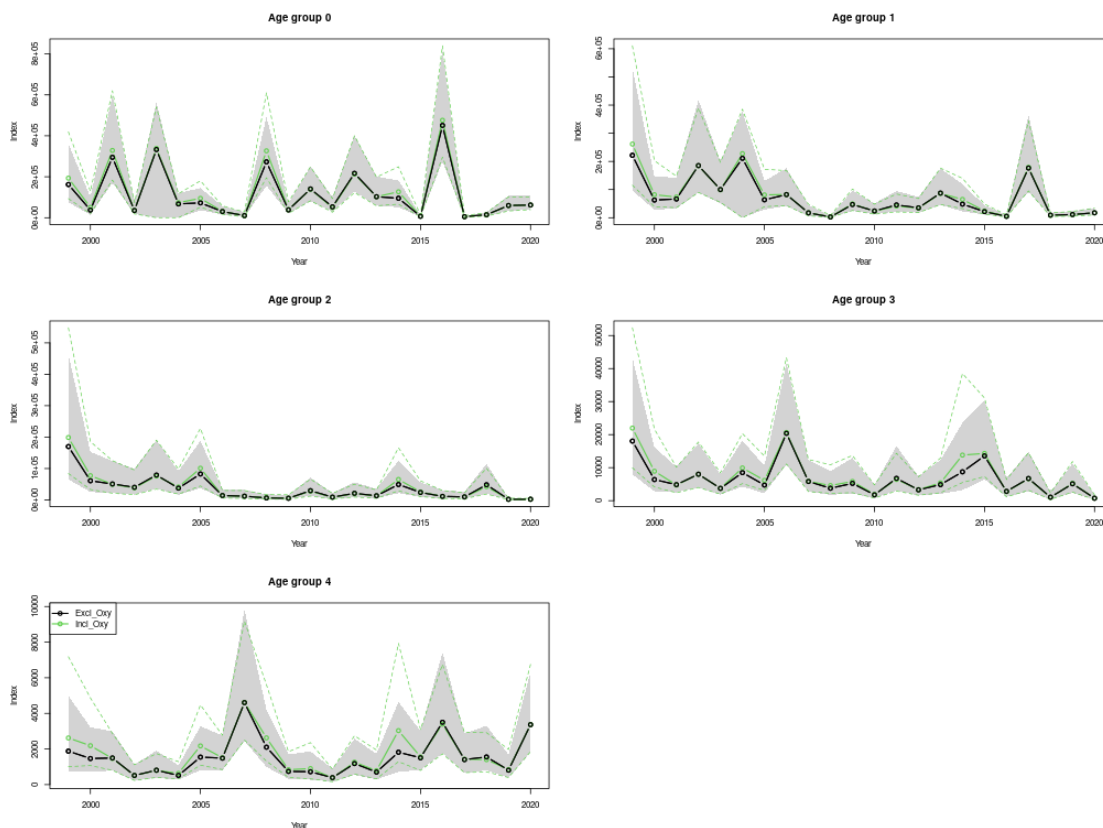 Age group 0
Index
0e+00 2e+05 4e+05 6e+05 8e+05
2000 2005 2010 2015 2020
Year
Age group 1
Index
0e+00 2e+05 4e+05 6e+05
2000 2005 2010 2015 2020
Year
Age group 2
Index
0e+00 1e+05 2e+05 3e+05 4e+05 5e+05
2000 2005 2010 2015 2020
Year
Age group 3
Index
0 10000 20000 30000 40000 50000
2000 2005 2010 2015 2020
Year
Age group 4
Excl_Oxy
Incl_Oxy
Index
0 2000 4000 6000 8000 10000
2000 2005 2010 2015 2020
Year